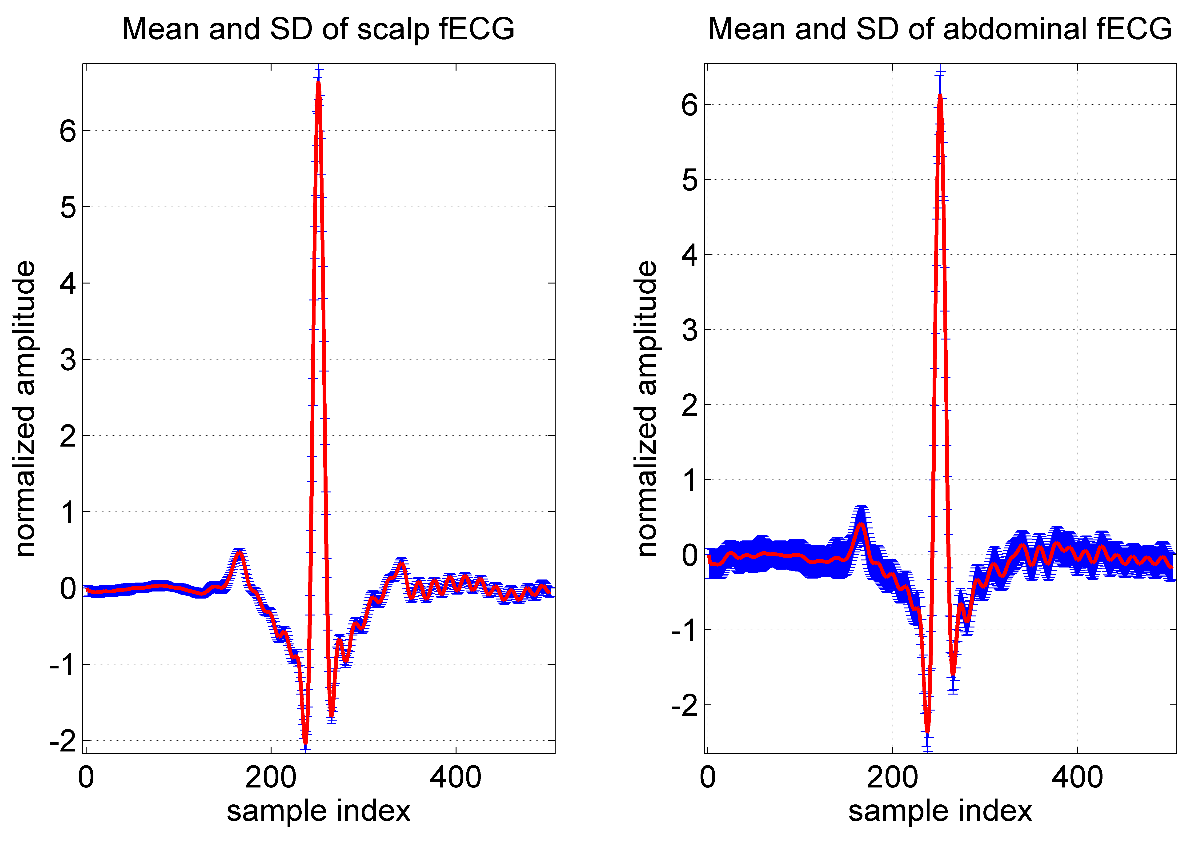 Mean and SD of scalp fECG
normalized amplitude
6
5
4
3
2
1
0
-1
-2
0 200 400
sample index
Mean and SD of abdominal fECG
normalized amplitude
6
5
4
3
2
1
0
-1
-2
0 200 400
sample index